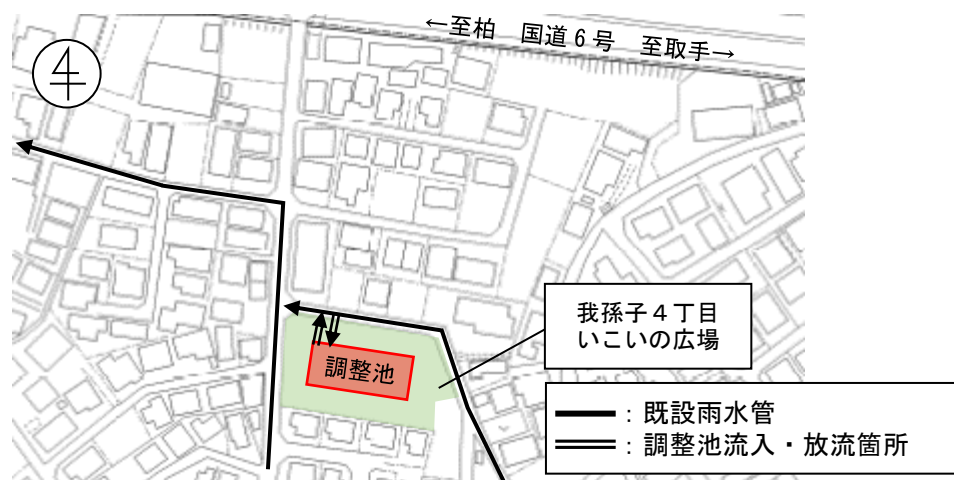 ←至柏　国道６号　至取手→
我孫子４丁目
いこいの広場
調整池
：既設雨水管
：調整池流入・放流箇所